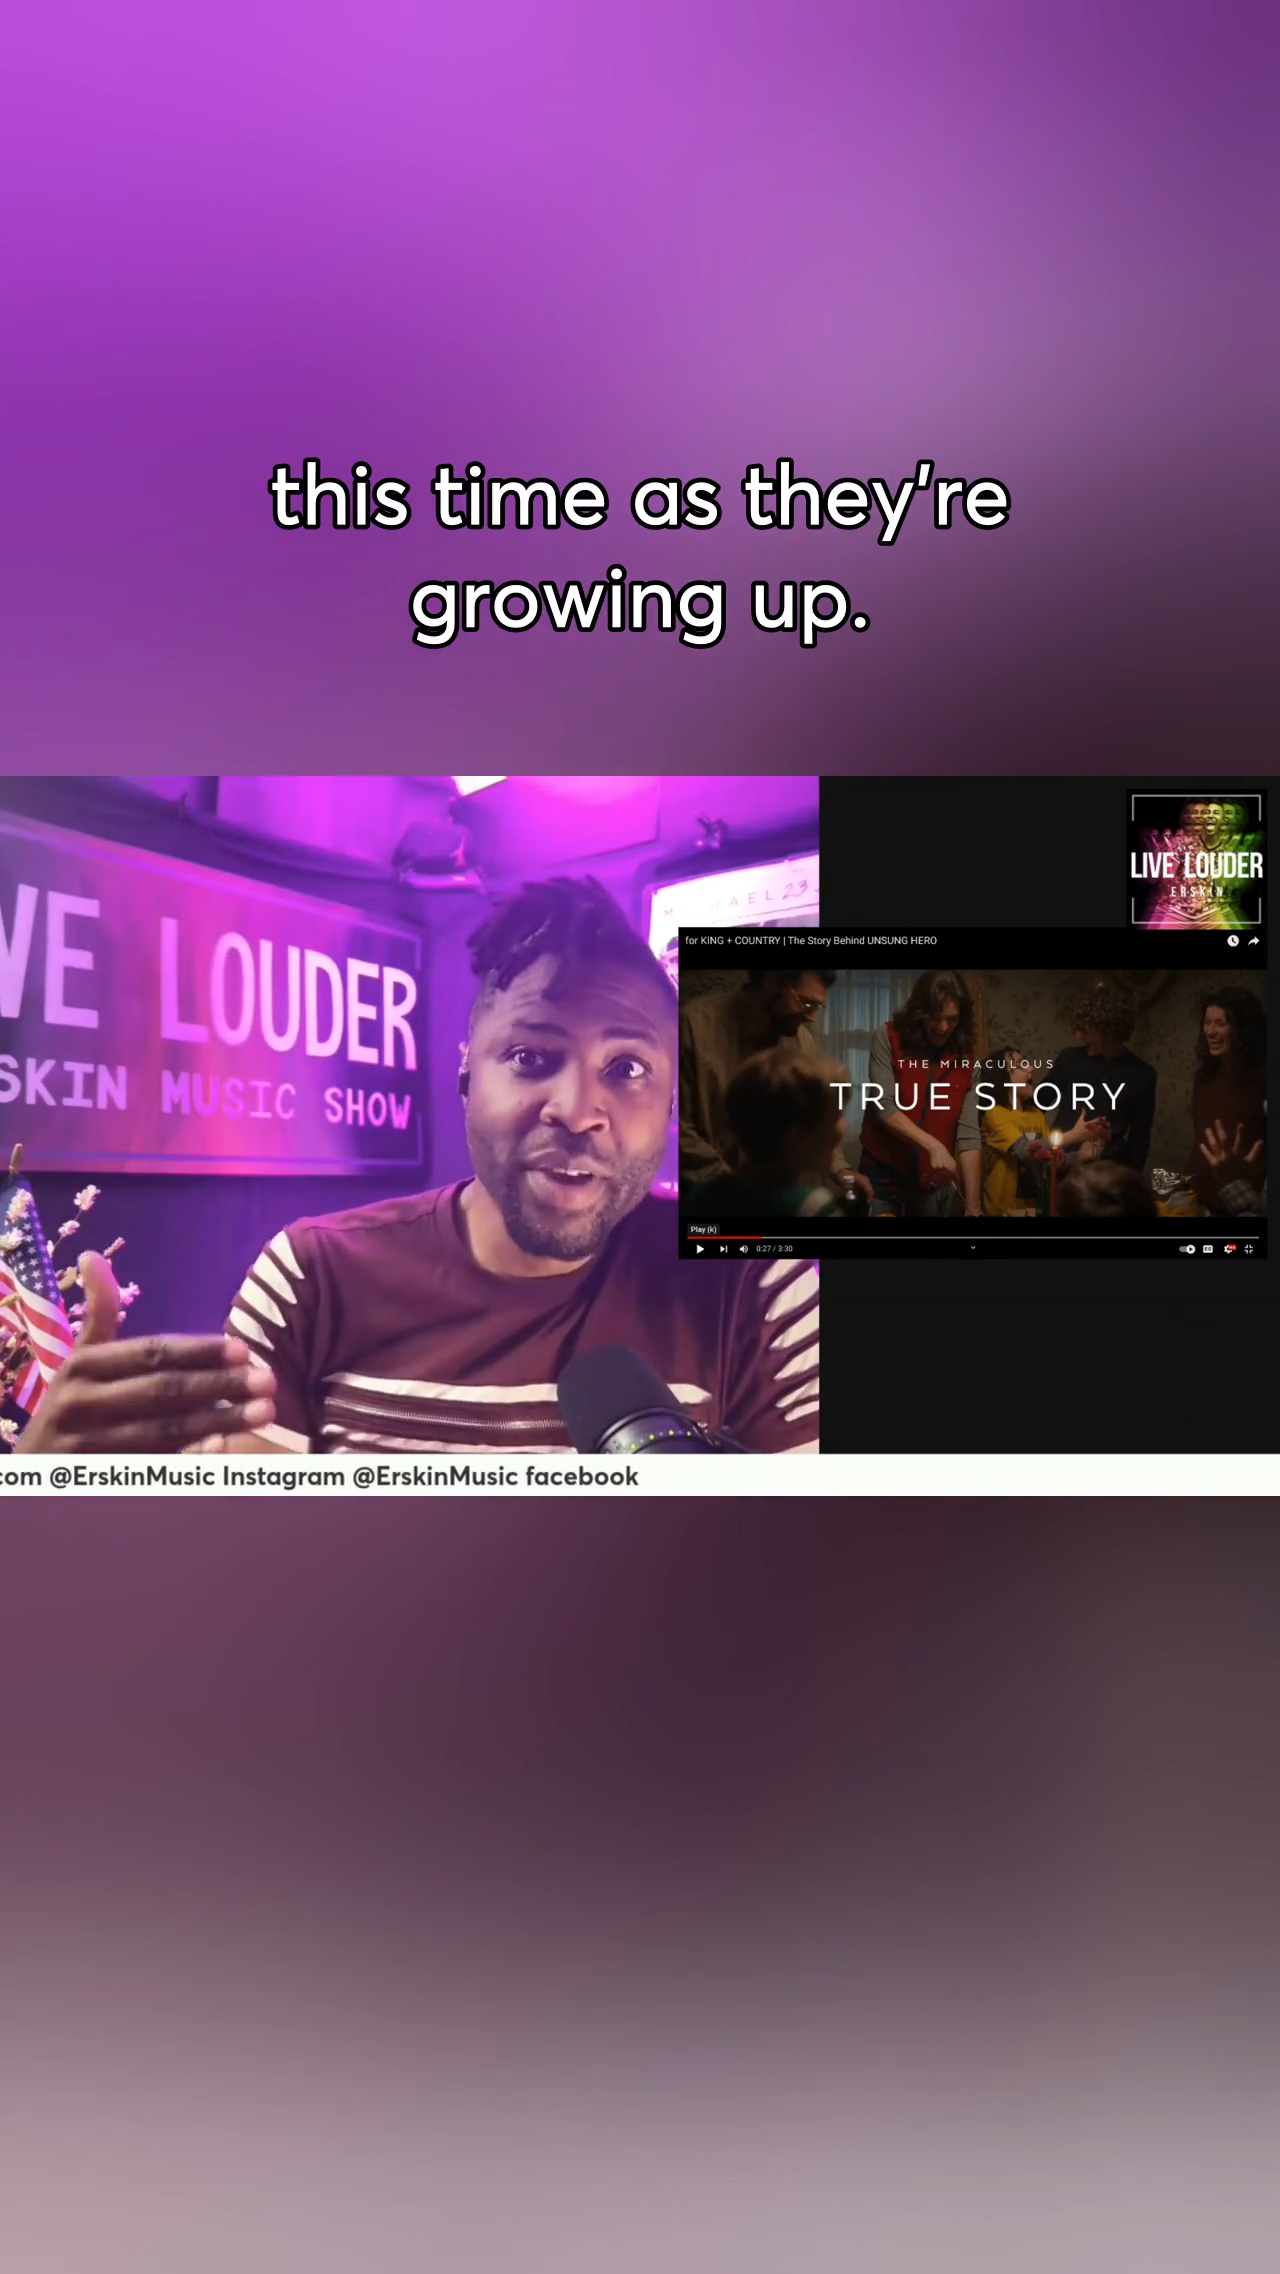 this time as they're
growing up.
VE LOUDER
SKIN MUSIC SHOW
23
LIVE LOUDER
ERSKIN
for KING + COUNTRY | The Story Behind UNSUNG HERO
THE MIRACULOUS
TRUE STORY
Play (k)
0:27 / 3:30
com @ErskinMusic Instagram @ErskinMusic facebook